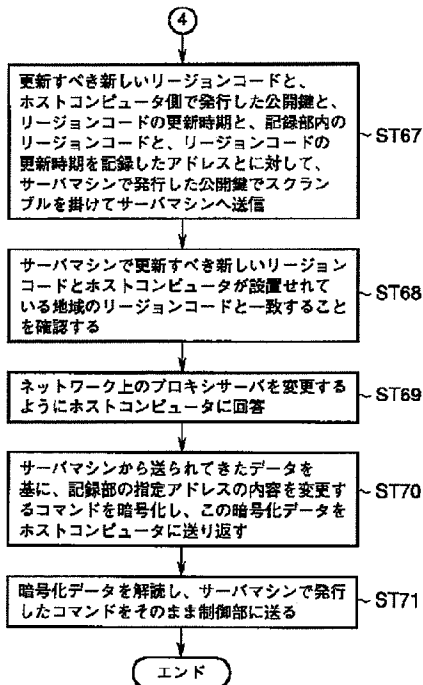 4
更新すべき新しいリージョンコードと、
ホストコンピュータ側で発行した公開鍵と、
リージョンコードの更新時期と、記録部内の
リージョンコードと、リージョンコードの
更新時期を記録したアドレスとに対して、
サーバマシンで発行した公開鍵でスクラン
ブルを掛けてサーバマシンへ送信
ST67
サーバマシンで更新すべき新しいリージョン
コードとホストコンピュータが設置せれて
いる地域のリージョンコードと一致すること
を確認する
ST68
ネットワーク上のプロキシサーバを変更する
ようにホストコンピュータに回答
ST69
サーバマシンから送られてきたデータを
基に、記録部の指定アドレスの内容を変更す
るコマンドを暗号化し、この暗号化データを
ホストコンピュータに送り返す
ST70
暗号化データを解読し、サーバマシンで発行
したコマンドをそのまま制御部に送る
ST71
エンド